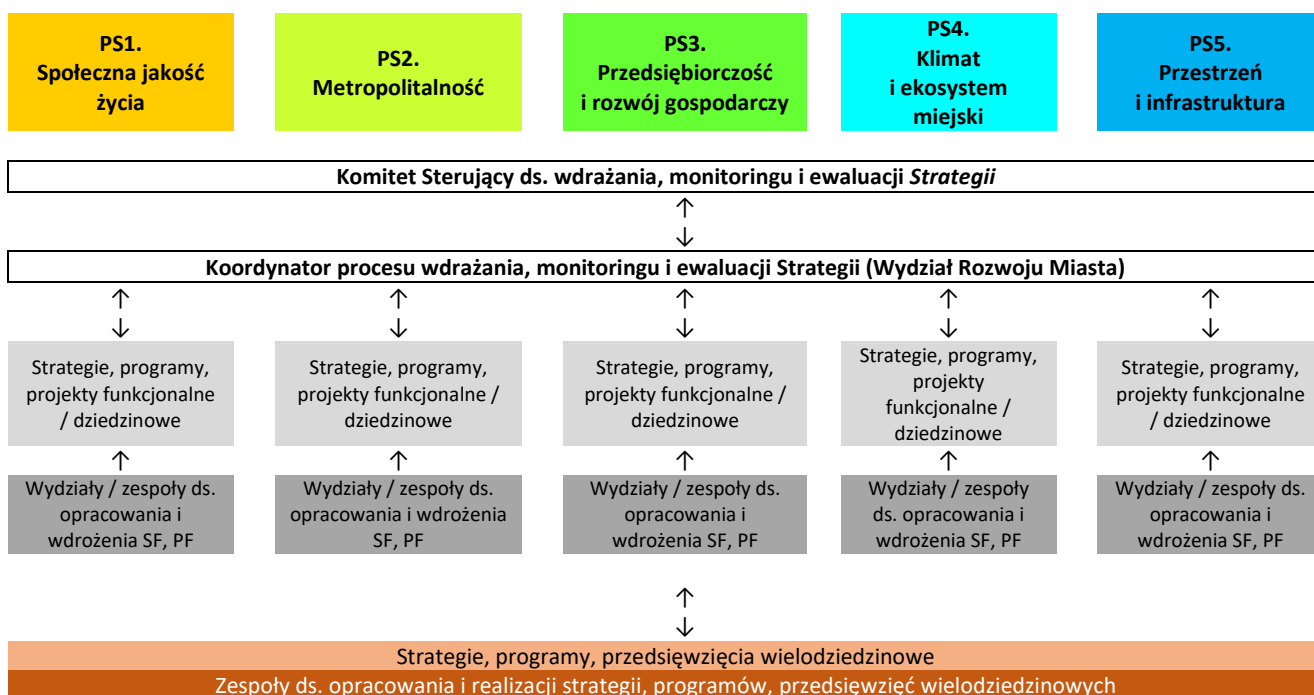 PS1.
Społeczna jakość
życia
PS2.
Metropolitalność
PS3.
Przedsiębiorczość
i rozwój gospodarczy
PS4.
Klimat
i ekosystem
miejski
PS5.
Przestrzeń
i infrastruktura
Komitet Sterujący ds. wdrażania, monitoringu i ewaluacji Strategii
↑
↓
Koordynator procesu wdrażania, monitoringu i ewaluacji Strategii (Wydział Rozwoju Miasta)
↑ ↑ ↑ ↑ ↑
↓ ↓ ↓ ↓ ↓
Strategie, programy,
projekty funkcjonalne
/ dziedzinowe
Strategie, programy,
projekty funkcjonalne /
dziedzinowe
Strategie, programy,
projekty funkcjonalne /
dziedzinowe
Strategie, programy,
projekty
funkcjonalne /
dziedzinowe
Strategie, programy,
projekty funkcjonalne
/ dziedzinowe
↑ ↑ ↑ ↑ ↑
Wydziały / zespoły ds.
opracowania i
wdrożenia SF, PF
Wydziały / zespoły ds.
opracowania i wdrożenia
SF, PF
Wydziały / zespoły ds.
opracowania i
wdrożenia SF, PF
Wydziały / zespoły
ds. opracowania i
wdrożenia SF, PF
Wydziały / zespoły ds.
opracowania i
wdrożenia SF, PF
↑
↓
Strategie, programy, przedsięwzięcia wielodziedzinowe
Zespoły ds. opracowania i realizacji strategii, programów, przedsięwzięć wielodziedzinowych